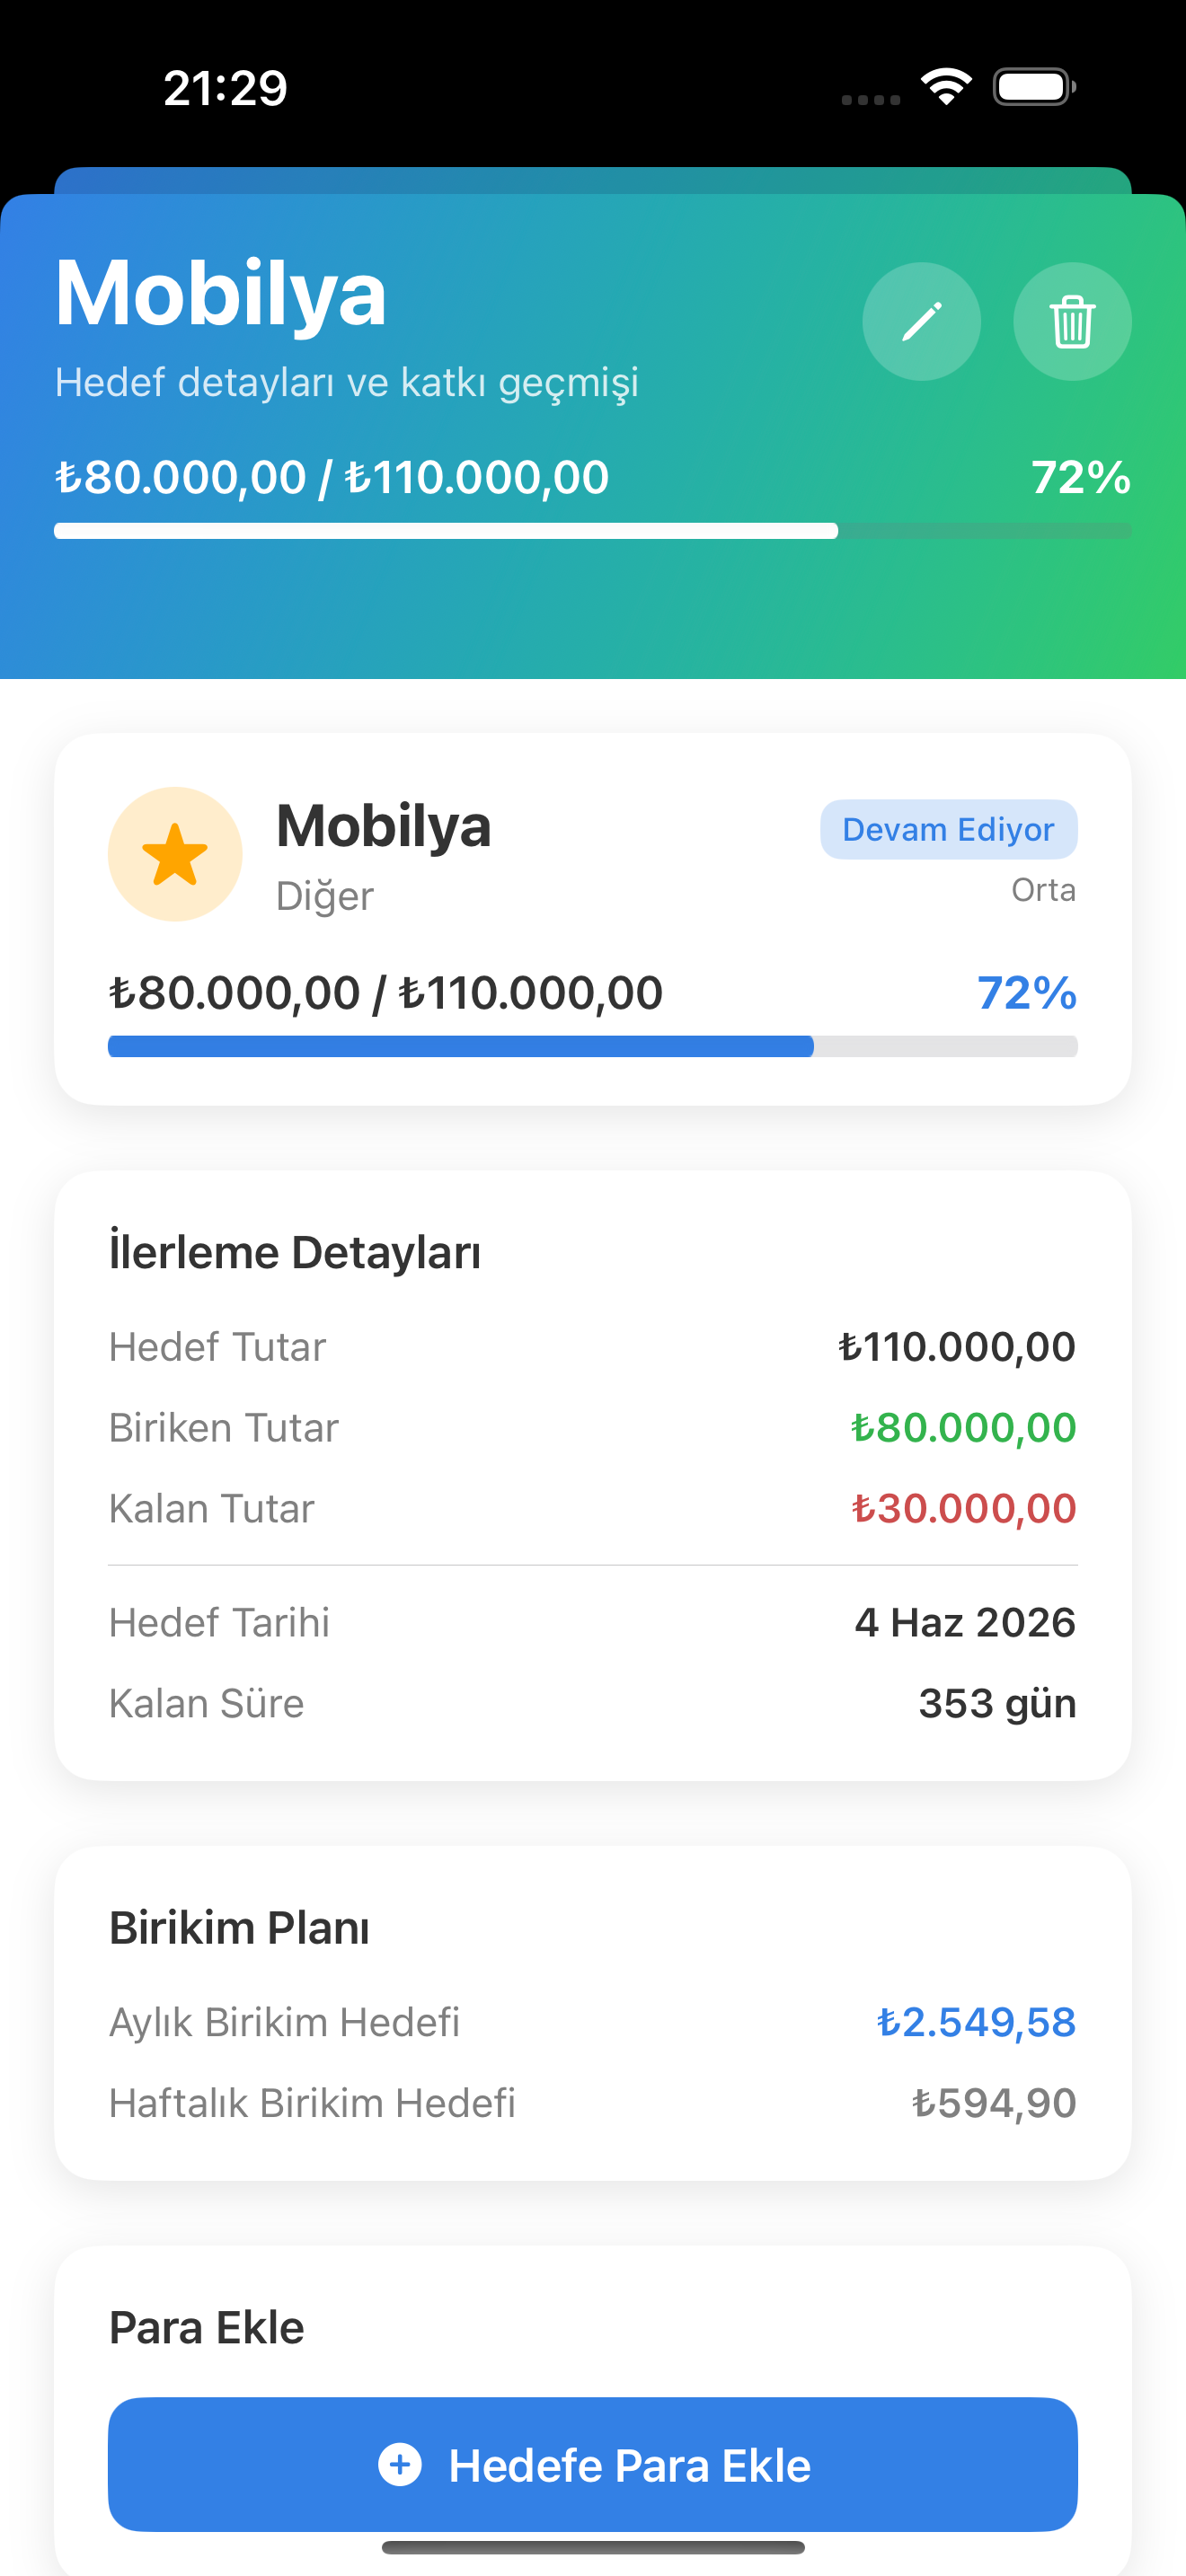 21:29
Mobilya
Hedef detayları ve katkı geçmişi
₺80.000,00 / ₺110.000,00 72%
Mobilya
Devam Ediyor
Diğer
Orta
₺80.000,00 / ₺110.000,00 72%
İlerleme Detayları
Hedef Tutar ₺110.000,00
Biriken Tutar ₺80.000,00
Kalan Tutar ₺30.000,00
Hedef Tarihi 4 Haz 2026
Kalan Süre 353 gün
Birikim Planı
Aylık Birikim Hedefi ₺2.549,58
Haftalık Birikim Hedefi ₺594,90
Para Ekle
Hedefe Para Ekle